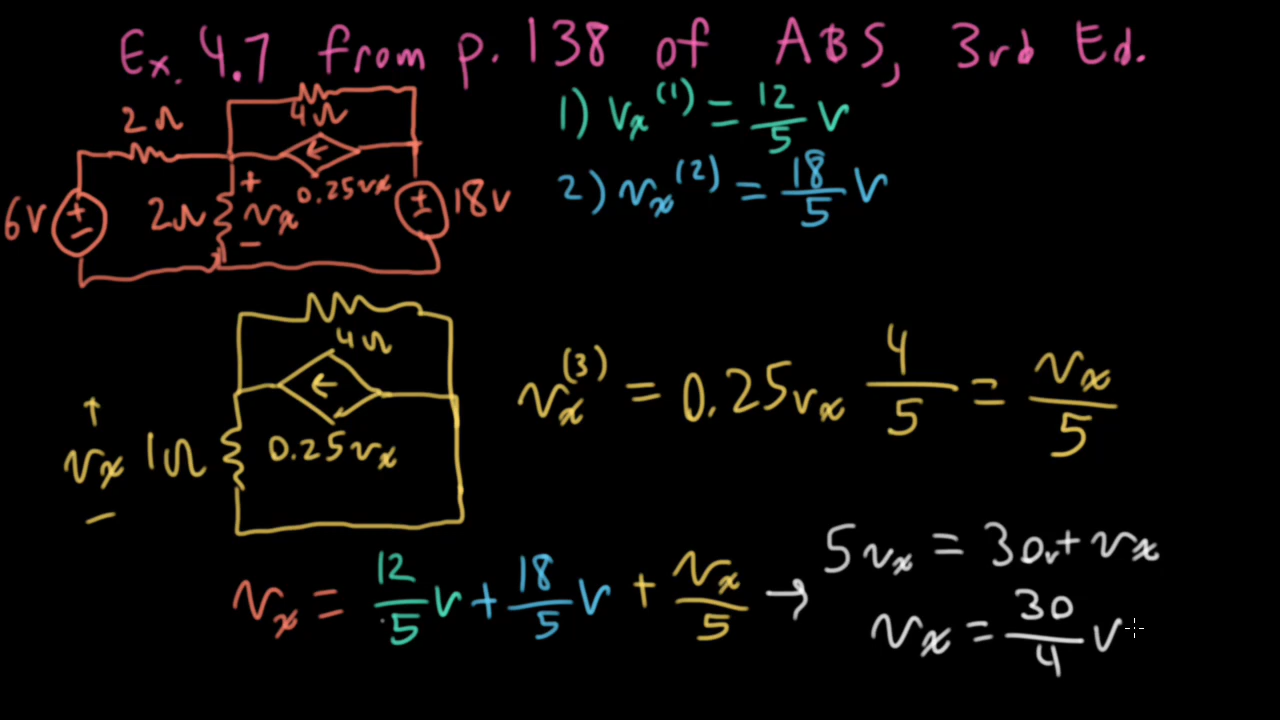 Ex. 4.7 from p. 138 of ABS, 3rd Ed.
2Ω
4Ω
6V
2Ω
+
vx
−
0.25vx
18V
1) vx^(1) = 12/5 V
2) vx^(2) = 18/5 V
4Ω
0.25vx
+
vx
−
1Ω
vx^(3) = 0.25vx 4/5 = vx/5
vx = 12/5 V + 18/5 V + vx/5 →
5vx = 30v + vx
vx = 30/4 V